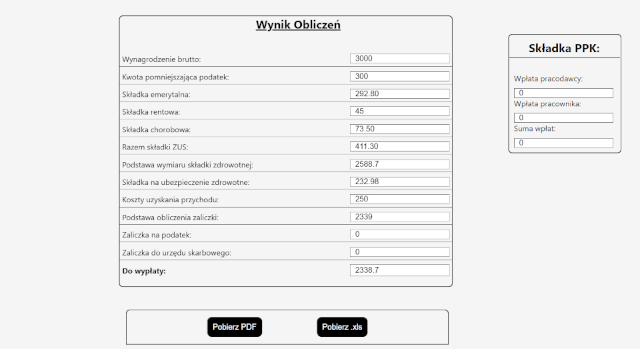 Wynik Obliczeń
Wynagrodzenie brutto: 3000
Kwota pomniejszająca podatek: 300
Składka emerytalna: 292.80
Składka rentowa: 45
Składka chorobowa: 73.50
Razem składki ZUS: 411.30
Podstawa wymiaru składki zdrowotnej: 2588.7
Składka na ubezpieczenie zdrowotne: 232.98
Koszty uzyskania przychodu: 250
Podstawa obliczenia zaliczki: 2339
Zaliczka na podatek: 0
Zaliczka do urzędu skarbowego: 0
Do wypłaty: 2338.7
Pobierz PDF
Pobierz .xls
Składka PPK:
Wpłata pracodawcy:
0
Wpłata pracownika:
0
Suma wpłat:
0